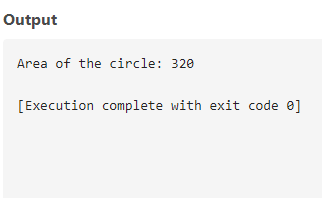 Output
Area of the circle: 320
[Execution complete with exit code 0]